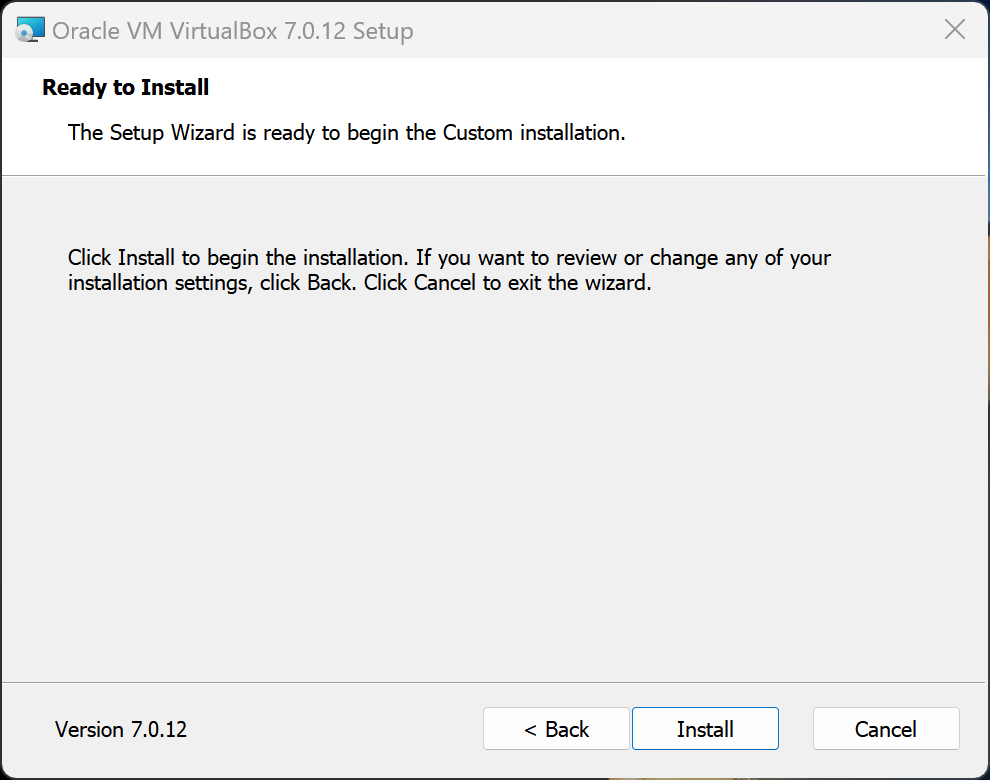 Oracle VM VirtualBox 7.0.12 Setup
Ready to Install
The Setup Wizard is ready to begin the Custom installation.
Click Install to begin the installation. If you want to review or change any of your
installation settings, click Back. Click Cancel to exit the wizard.
Version 7.0.12
< Back
Install
Cancel